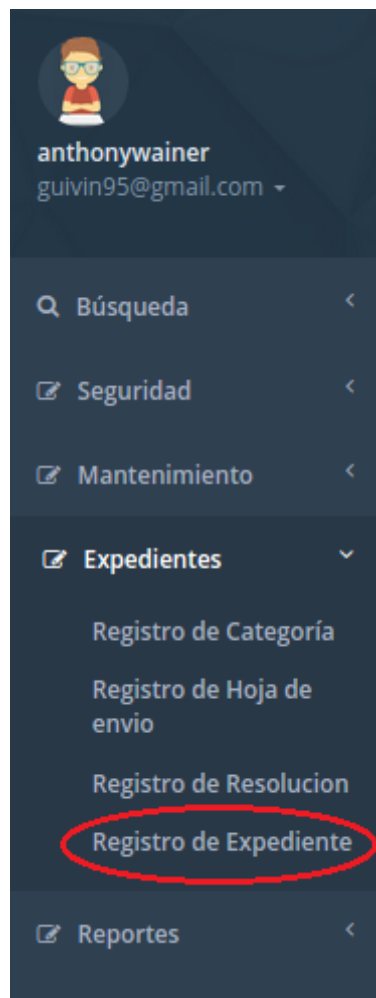 anthonywainer
guivin95@gmail.com
Búsqueda
Seguridad
Mantenimiento
Expedientes
Registro de Categoría
Registro de Hoja de
envio
Registro de Resolucion
Registro de Expediente
Reportes